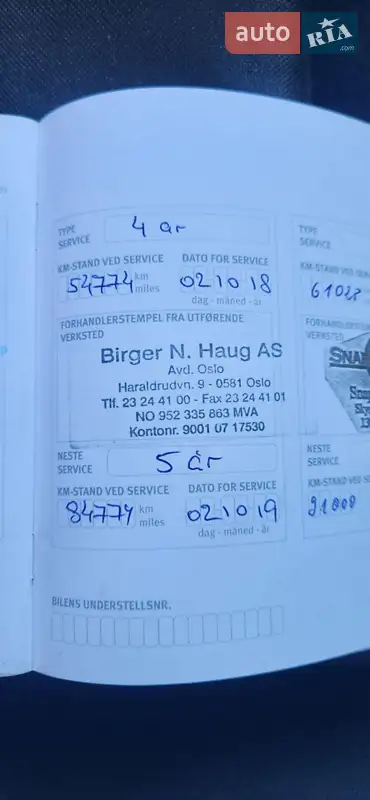 auto RIA .com
TYPE SERVICE 4 ar
KM-STAND VED SERVICE DATO FOR SERVICE
54774 km miles 021018
dag - måned - år
FORHANDLERSTEMPEL FRA UTFØRENDE
VERKSTED
Birger N. Haug AS
Avd. Oslo
Haraldrudvn. 9 - 0581 Oslo
Tlf. 23 24 41 00 - Fax 23 24 41 01
NO 952 335 863 MVA
Kontonr. 9001 07 17530
NESTE SERVICE 5 år
KM-STAND VED SERVICE DATO FOR SERVICE
84774 km miles 021019
dag - måned - år
BILENS UNDERSTELLSNR.
TYPE
SERVICE
KM-STAND VED
VERKSTED
NESTE
SERVICE
KM-STAND VED